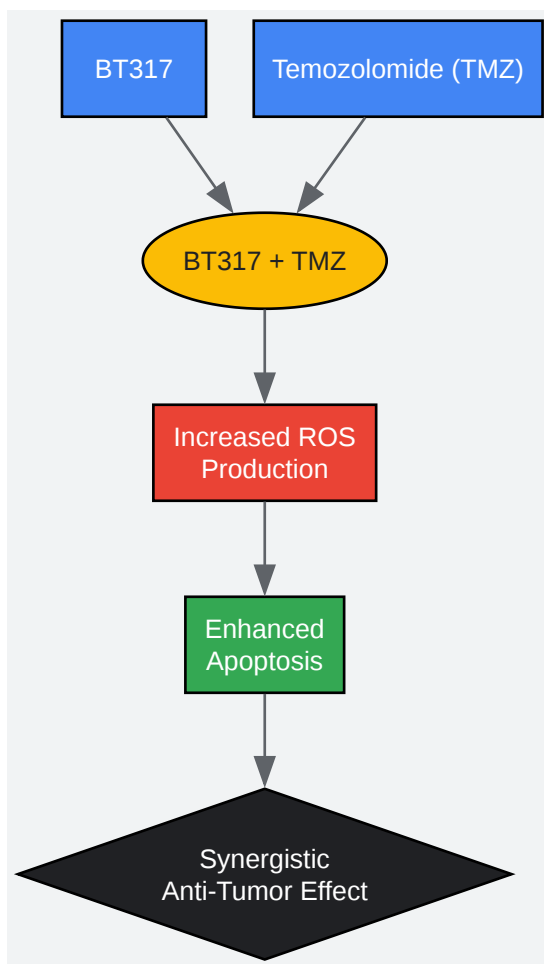 BT317
Temozolomide (TMZ)
BT317 + TMZ
Increased ROS
Production
Enhanced
Apoptosis
Synergistic
Anti-Tumor Effect